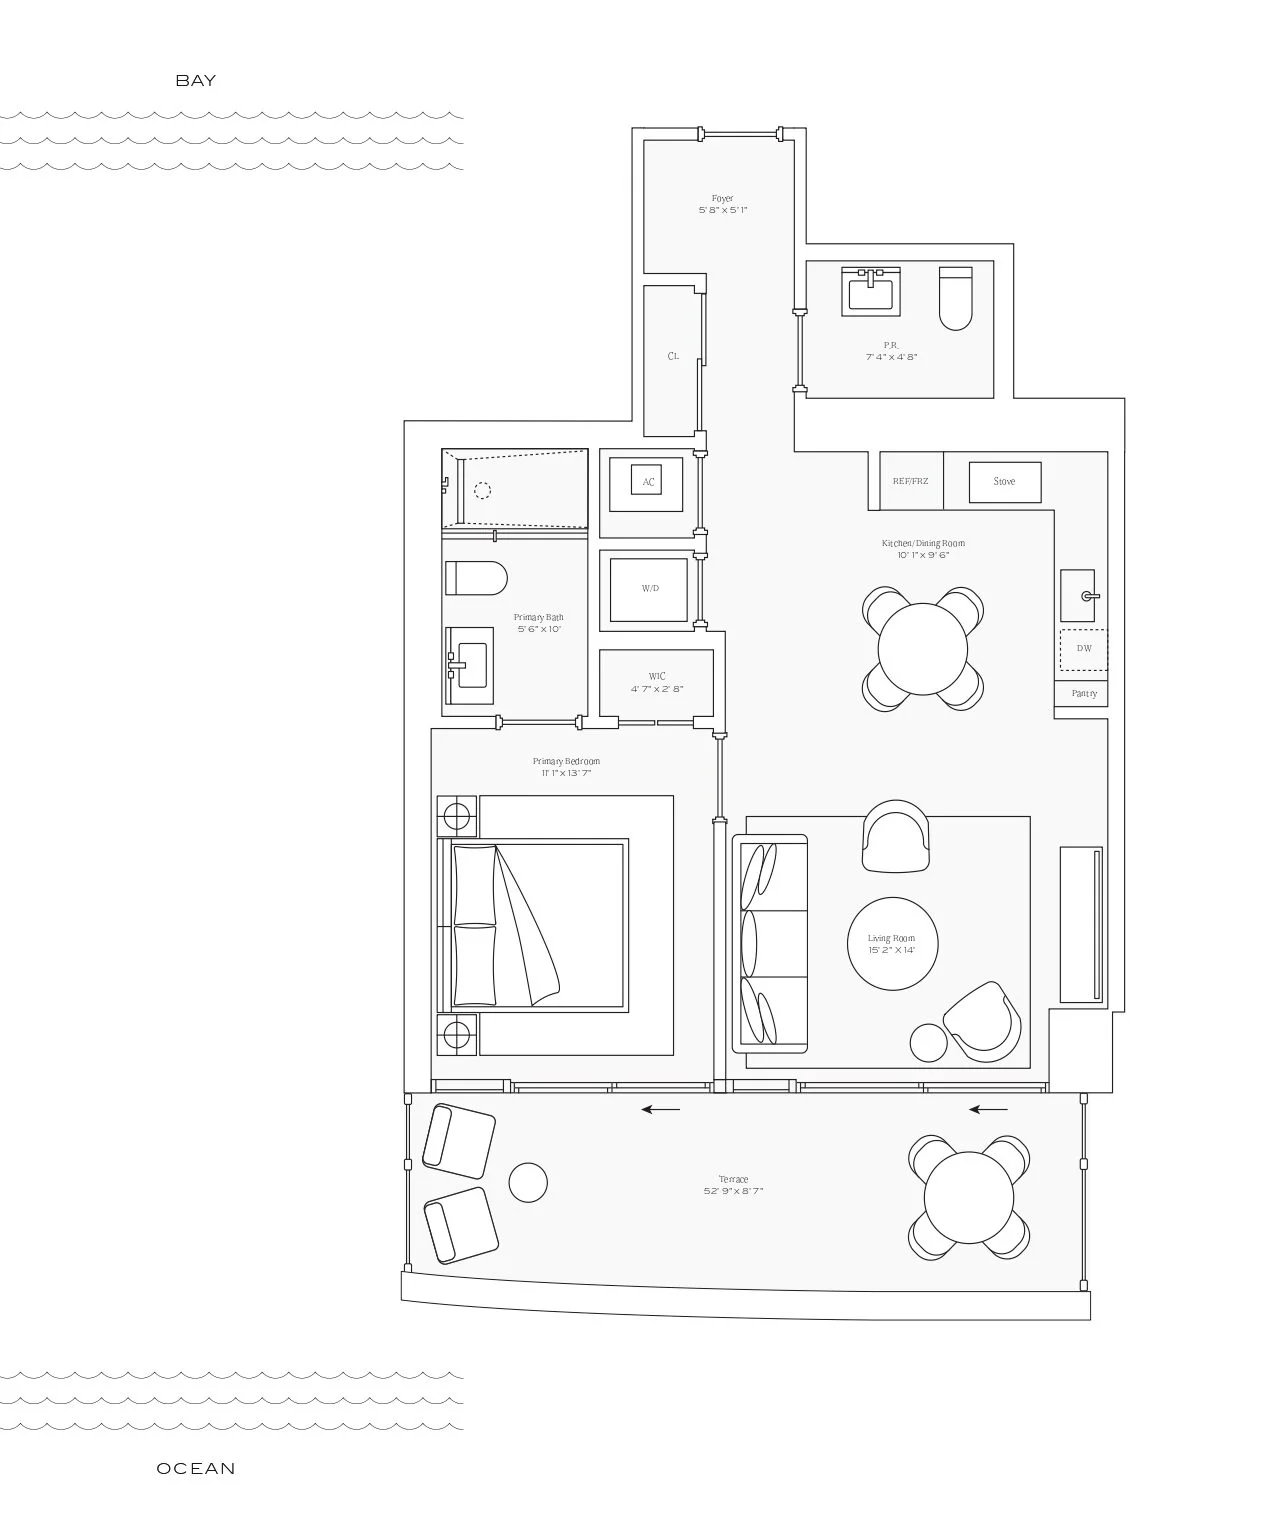 BAY
Foyer
5' 8" x 5' 1"
P.R.
7' 4" x 4' 8"
CL
AC
REF/FRZ
Stove
Kitchen/Dining Room
10' 1" x 9' 6"
W/D
Primary Bath
5' 6" x 10'
DW
WIC
4' 7" x 2' 8"
Pantry
Primary Bedroom
11' 1" x 13' 7"
Living Room
15' 2" X 14'
Terrace
52' 9" x 8' 7"
OCEAN